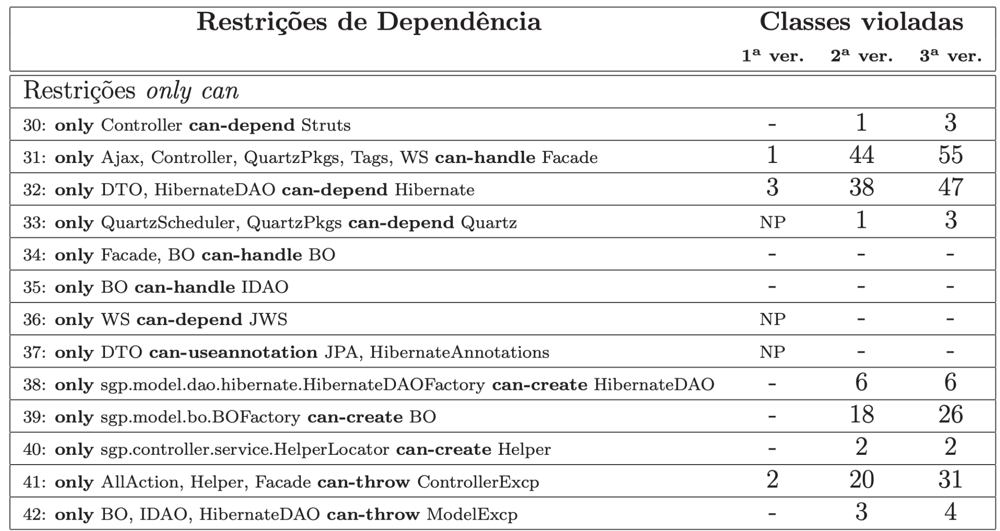 Restrições de Dependência Classes violadas
1ª ver. 2ª ver. 3ª ver.
Restrições only can
30: only Controller can-depend Struts - 1 3
31: only Ajax, Controller, QuartzPkgs, Tags, WS can-handle Facade 1 44 55
32: only DTO, HibernateDAO can-depend Hibernate 3 38 47
33: only QuartzScheduler, QuartzPkgs can-depend Quartz NP 1 3
34: only Facade, BO can-handle BO - - -
35: only BO can-handle IDAO - - -
36: only WS can-depend JWS NP - -
37: only DTO can-useannotation JPA, HibernateAnnotations NP - -
38: only sgp.model.dao.hibernate.HibernateDAOFactory can-create HibernateDAO - 6 6
39: only sgp.model.bo.BOFactory can-create BO - 18 26
40: only sgp.controller.service.HelperLocator can-create Helper - 2 2
41: only AllAction, Helper, Facade can-throw ControllerExcp 2 20 31
42: only BO, IDAO, HibernateDAO can-throw ModelExcp - 3 4